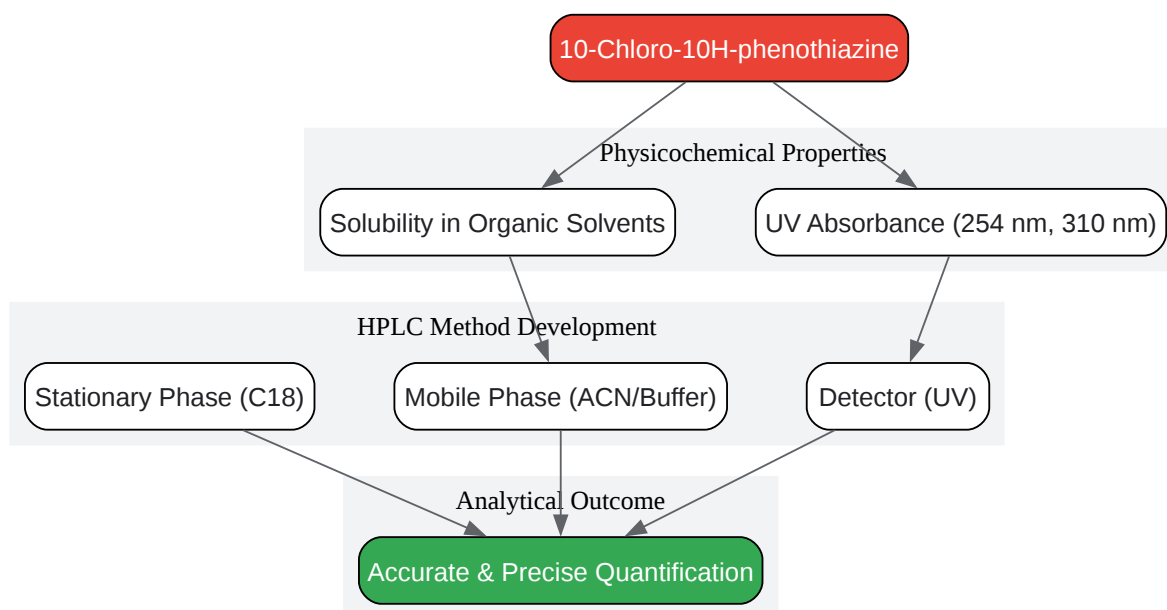 10-Chloro-10H-phenothiazine
Physicochemical Properties
Solubility in Organic Solvents
UV Absorbance (254 nm, 310 nm)
HPLC Method Development
Stationary Phase (C18)
Mobile Phase (ACN/Buffer)
Detector (UV)
Analytical Outcome
Accurate & Precise Quantification